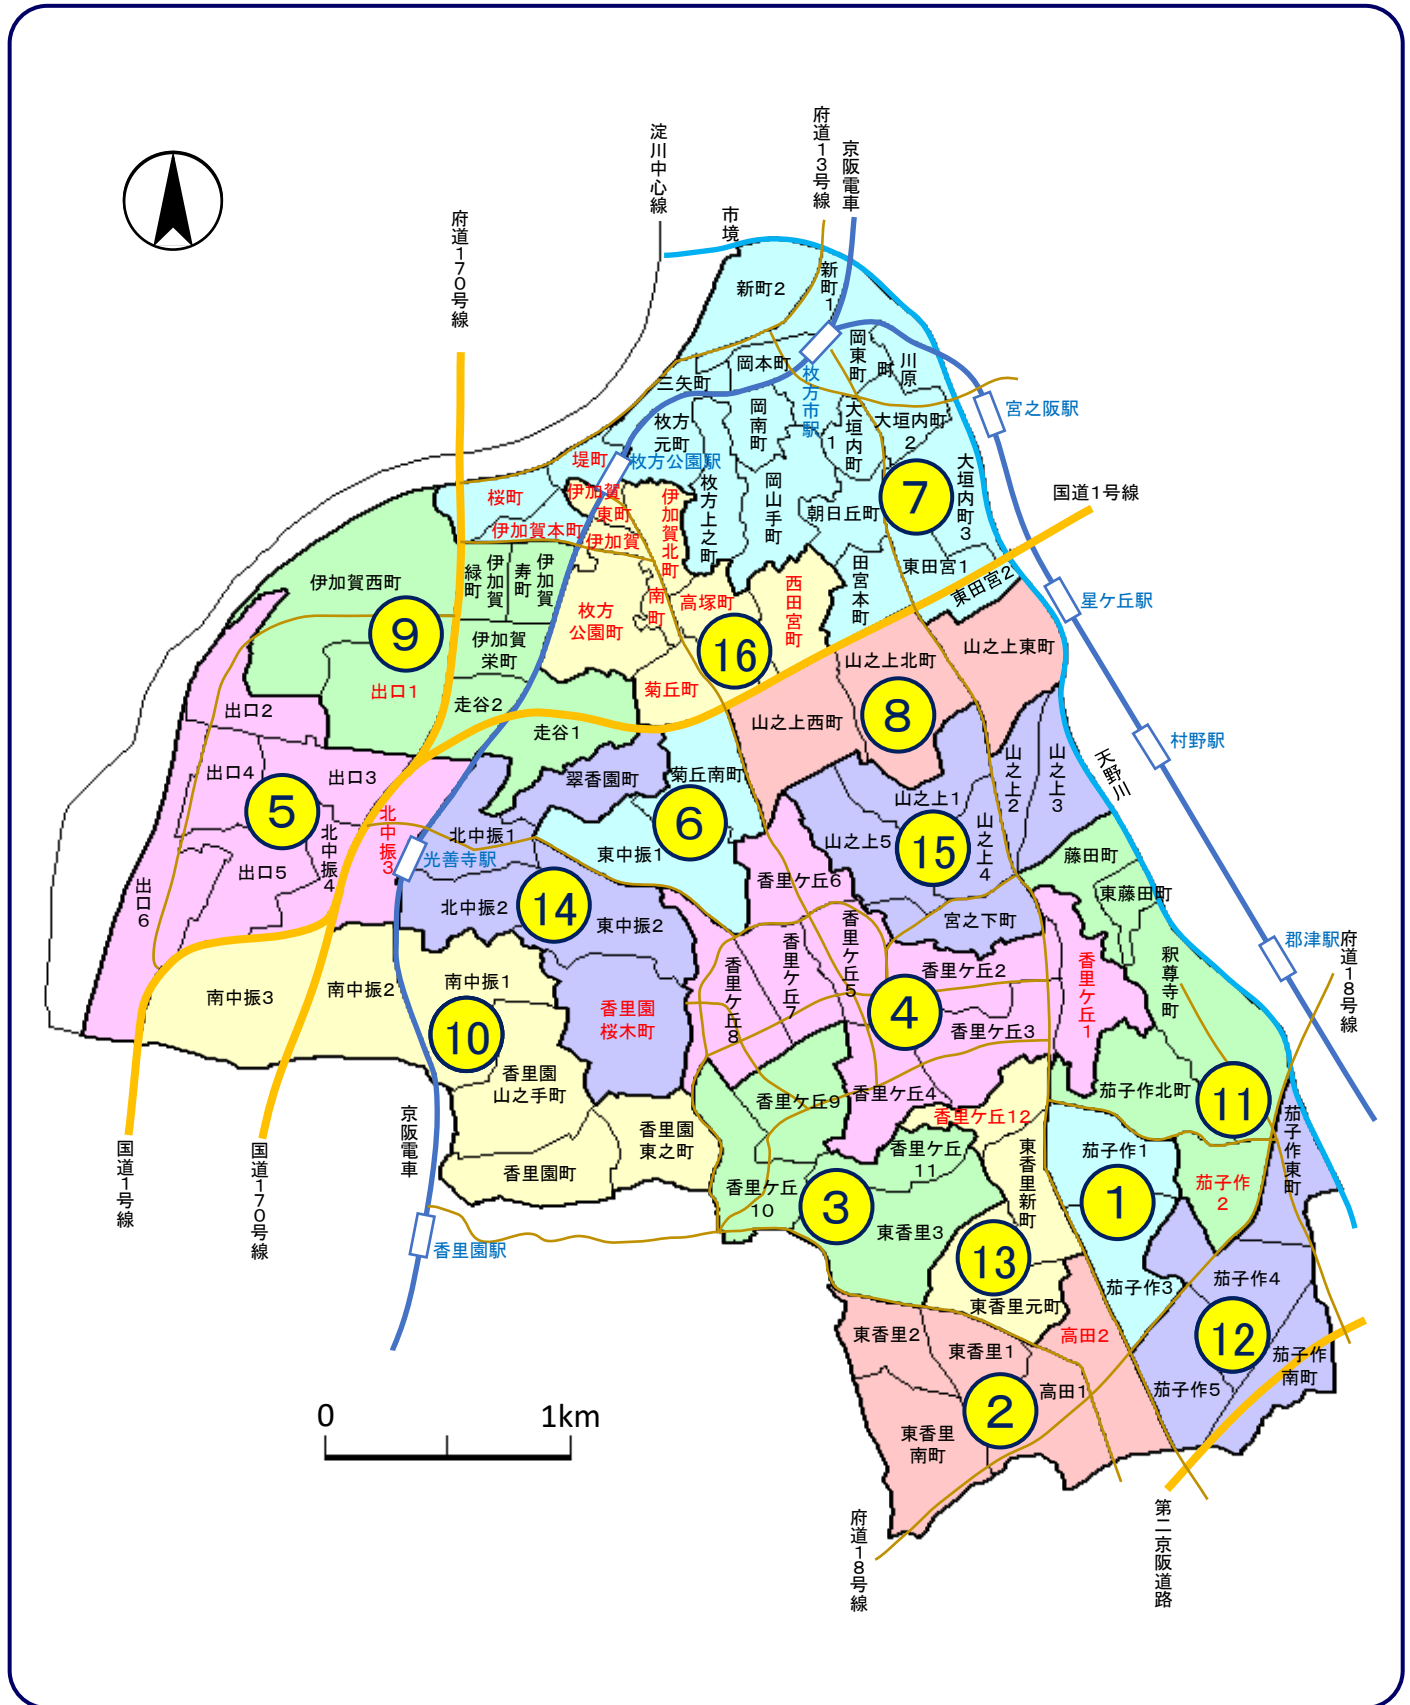 淀川中心線
府道13号線
京阪電車
市境
府道170号線
新町2
新町1
岡本町
岡東町
川原町
三矢町
枚方市駅
宮之阪駅
枚方元町
岡南町
大垣内町1
大垣内町2
堤町
枚方公園駅
大垣内町3
国道1号線
桜町
伊加賀東町
伊加賀北町
枚方上之町
岡山手町
朝日丘町
7
伊加賀本町
伊加賀南町
伊加賀西町
伊加賀緑町
伊加賀寿町
田宮本町
東田宮1
東田宮2
星ケ丘駅
枚方公園町
高塚町
西田宮町
9
伊加賀栄町
16
山之上北町
山之上東町
出口1
菊丘町
出口2
走谷2
走谷1
山之上西町
8
村野駅
出口4
出口3
翠香園町
菊丘南町
山之上2
山之上3
天野川
5
北中振3
北中振1
6
山之上1
山之上5
15
山之上4
北中振4
光善寺駅
東中振1
藤田町
出口5
出口6
香里ケ丘6
東藤田町
北中振2
14
東中振2
香里ケ丘5
宮之下町
郡津駅
府道18号線
香里ケ丘8
香里ケ丘7
香里ケ丘2
香里ケ丘1
釈尊寺町
南中振3
南中振2
南中振1
香里園桜木町
4
香里ケ丘3
10
香里園山之手町
香里ケ丘9
香里ケ丘4
茄子作北町
11
香里ケ丘12
京阪電車
香里園東之町
香里ケ丘11
東香里新町
茄子作1
茄子作東町
国道1号線
国道170号線
香里園町
香里ケ丘10
3
1
茄子作2
香里園駅
東香里3
13
茄子作3
茄子作4
東香里元町
東香里2
東香里1
高田2
12
茄子作南町
0
1km
2
高田1
茄子作5
東香里南町
府道18号線
第二京阪道路